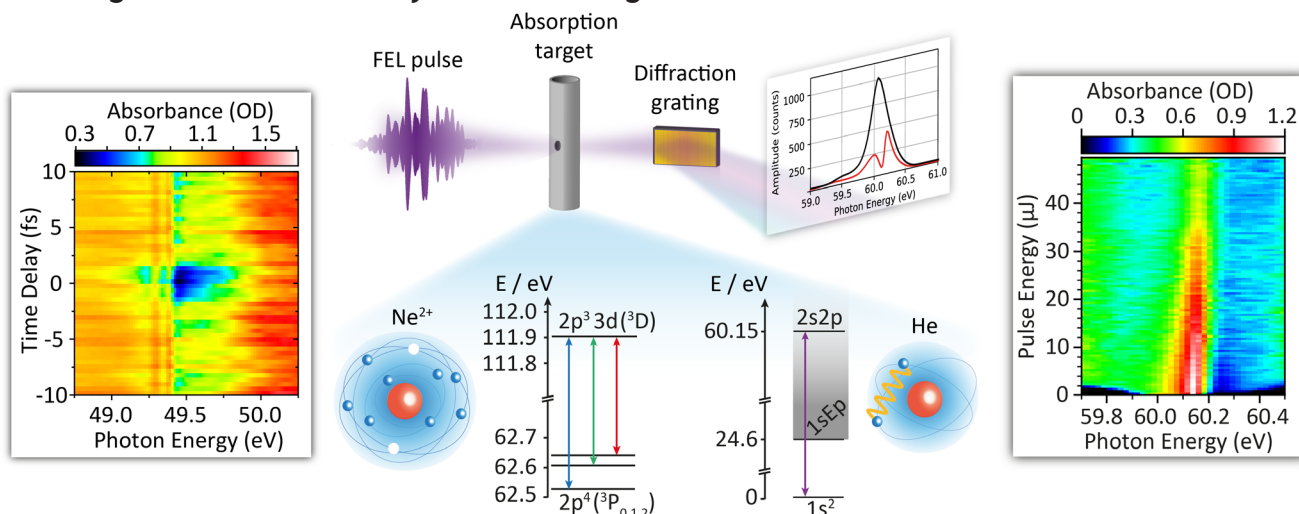 Absorption
target
FEL pulse
Diffraction
grating
Absorbance (OD)
0.3 0.7 1.1 1.5
10
5
0
-5
-10
Time Delay (fs)
49.0 49.5 50.0
Photon Energy (eV)
Amplitude (counts)
1000
750
500
250
59.0 59.5 60.0 60.5 61.0
Photon Energy (eV)
Absorbance (OD)
0 0.3 0.6 0.9 1.2
40
30
20
10
0
Pulse Energy (μJ)
59.8 60.0 60.2 60.4
Photon Energy (eV)
Ne²⁺
E / eV
112.0
111.9
111.8
62.7
62.6
62.5
2p³ 3d(³D)
2p⁴(³P₀,₁,₂)
E / eV
60.15
24.6
0
2s2p
1sEp
1s²
He